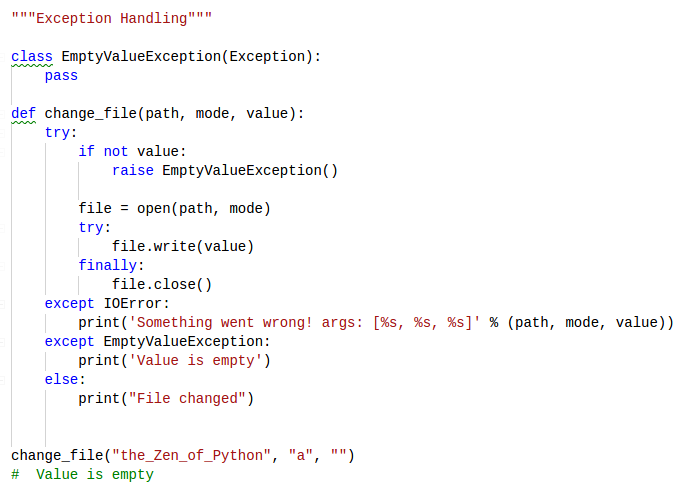 """Exception Handling"""
class EmptyValueException(Exception):
    pass
def change_file(path, mode, value):
    try:
        if not value:
            raise EmptyValueException()
        file = open(path, mode)
        try:
            file.write(value)
        finally:
            file.close()
    except IOError:
        print('Something went wrong! args: [%s, %s, %s]' % (path, mode, value))
    except EmptyValueException:
        print('Value is empty')
    else:
        print("File changed")
change_file("the_Zen_of_Python", "a", "")
#  Value is empty